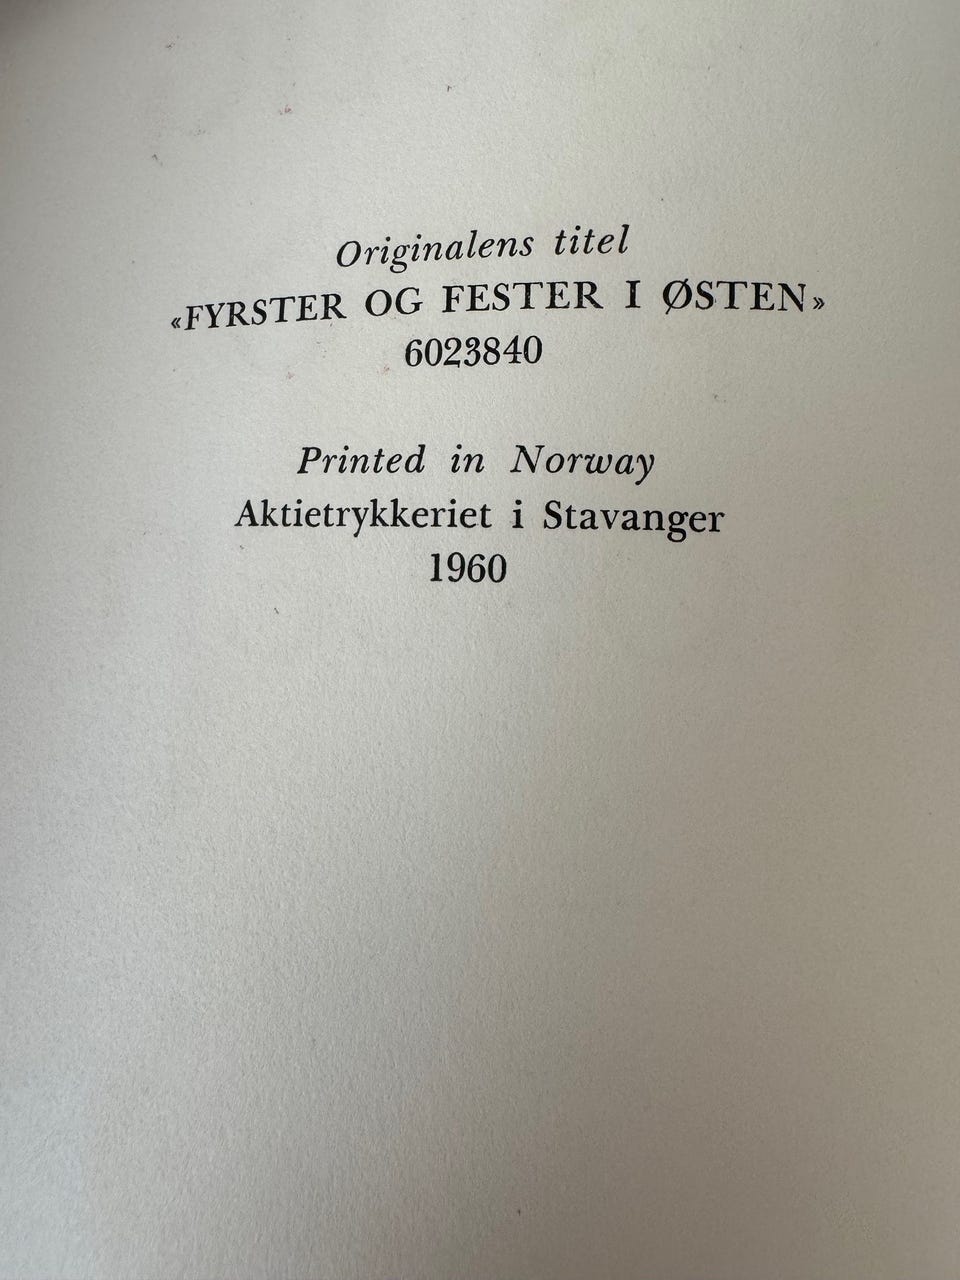 Originalens titel
«FYRSTER OG FESTER I ØSTEN»
6023840
Printed in Norway
Aktietrykkeriet i Stavanger
1960